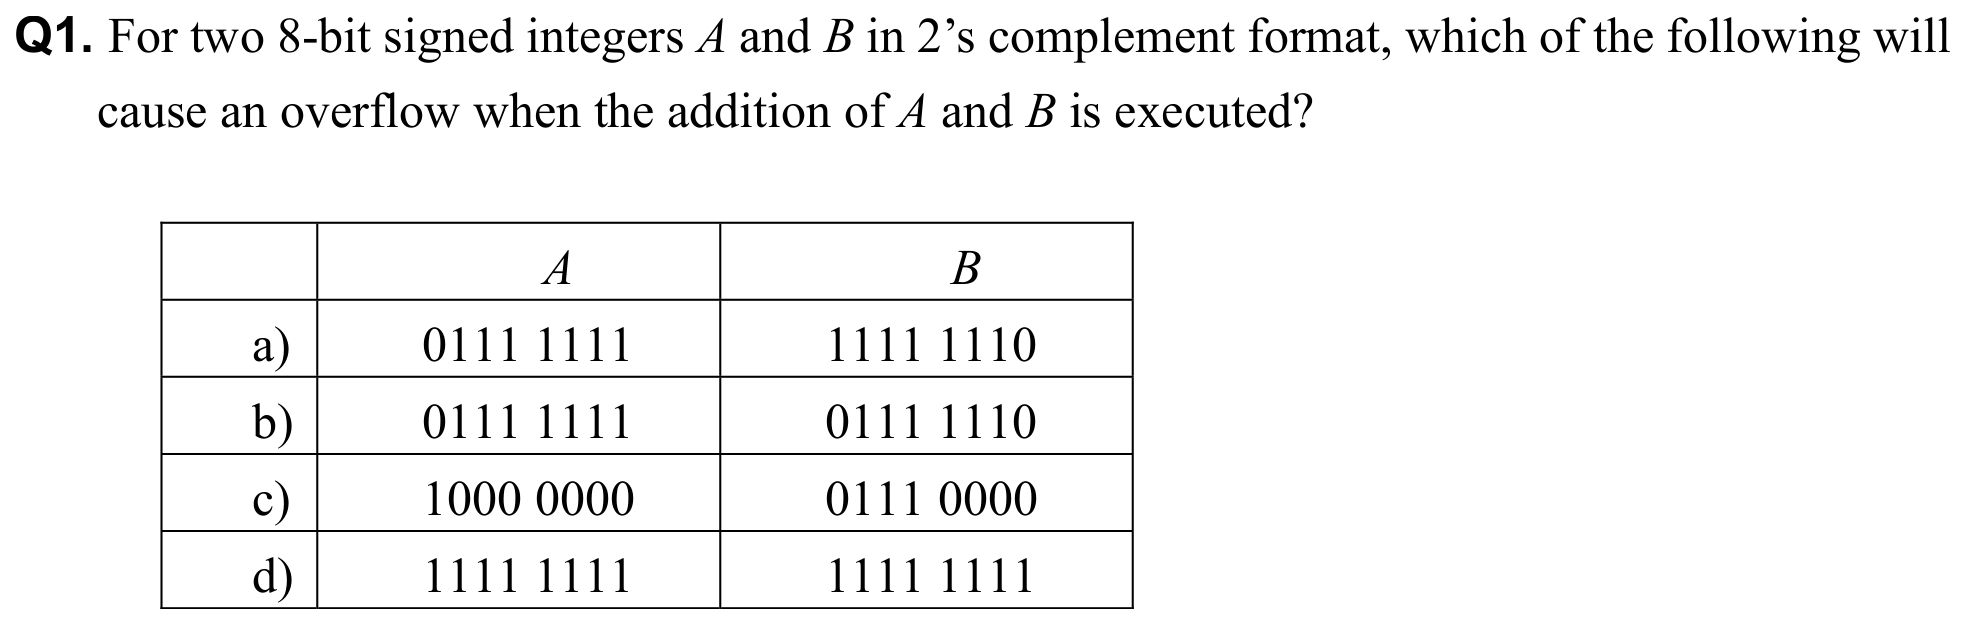 Q1. For two 8-bit signed integers A and B in 2’s complement format, which of the following will
cause an overflow when the addition of A and B is executed?
A B
a) 0111 1111 1111 1110
b) 0111 1111 0111 1110
c) 1000 0000 0111 0000
d) 1111 1111 1111 1111